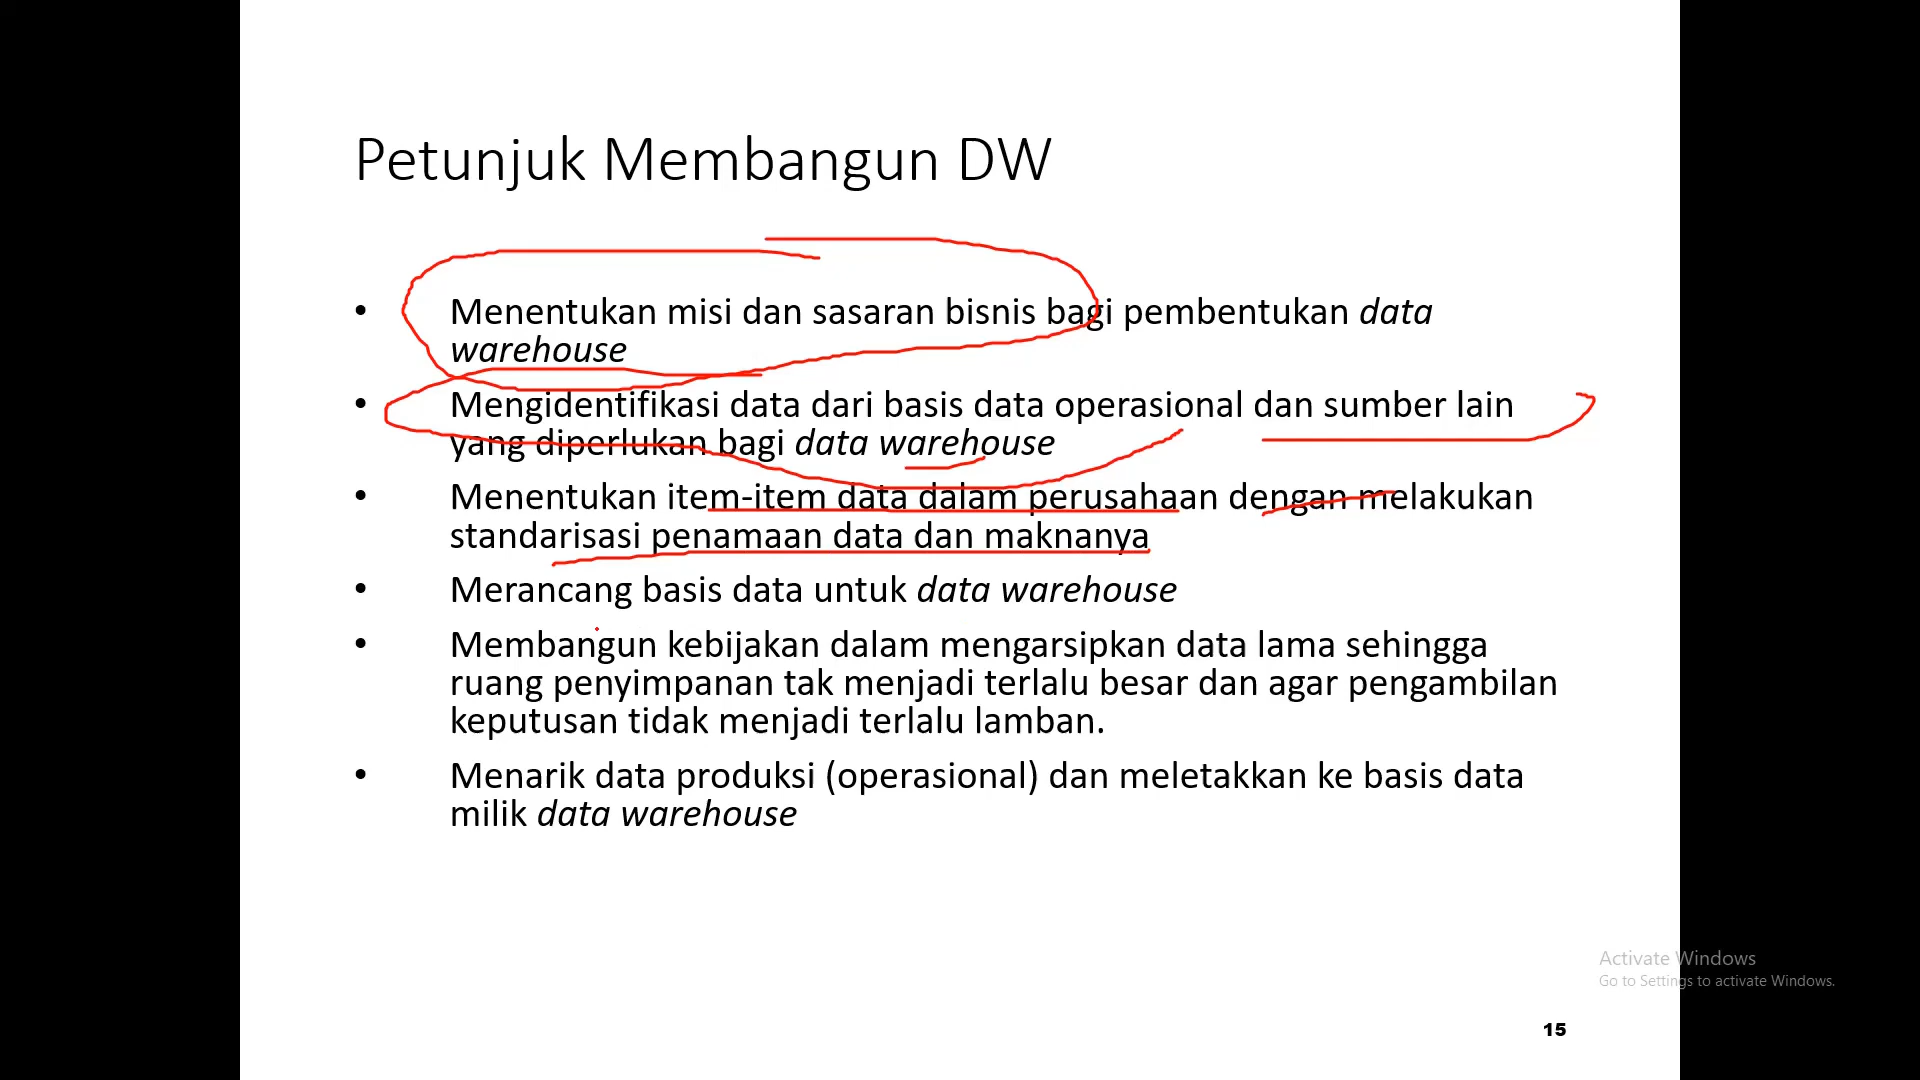 Petunjuk Membangun DW
• Menentukan misi dan sasaran bisnis bagi pembentukan data
warehouse
• Mengidentifikasi data dari basis data operasional dan sumber lain
yang diperlukan bagi data warehouse
• Menentukan item-item data dalam perusahaan dengan melakukan
standarisasi penamaan data dan maknanya
• Merancang basis data untuk data warehouse
• Membangun kebijakan dalam mengarsipkan data lama sehingga
ruang penyimpanan tak menjadi terlalu besar dan agar pengambilan
keputusan tidak menjadi terlalu lamban.
• Menarik data produksi (operasional) dan meletakkan ke basis data
milik data warehouse
Activate Windows
Go to Settings to activate Windows.
15